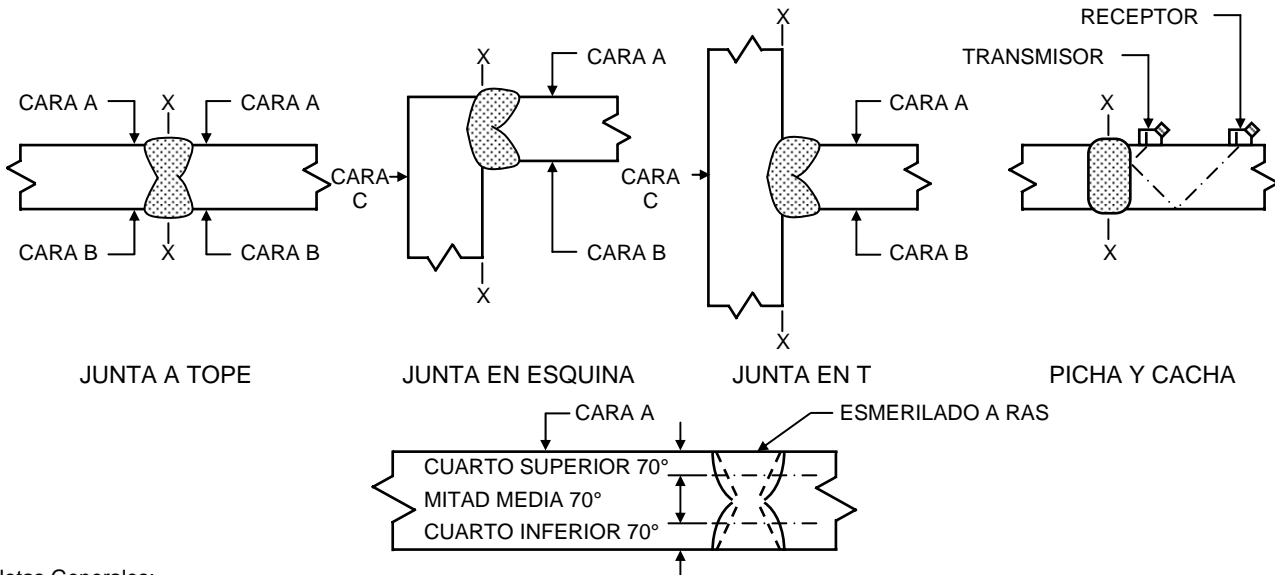 RECEPTOR
TRANSMISOR
X
CARA A
X
CARA A
X
CARA A
CARA A
X
CARA
C
CARA
C
CARA B
X
CARA B
CARA B
X
CARA B
X
X
X
JUNTA A TOPE
JUNTA EN ESQUINA
JUNTA EN T
PICHA Y CACHA
CARA A
ESMERILADO A RAS
CUARTO SUPERIOR 70°
MITAD MEDIA 70°
CUARTO INFERIOR 70°